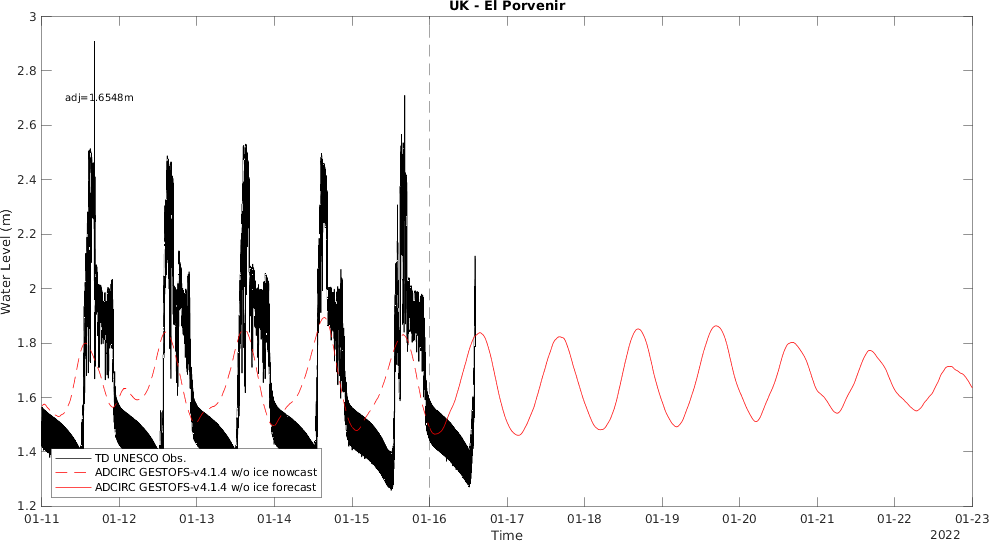 UK - El Porvenir
3
2.8
adj=1.6548m
2.6
2.4
2.2
2
1.8
1.6
1.4
1.2
Water Level (m)
TD UNESCO Obs.
ADCIRC GESTOFS-v4.1.4 w/o ice nowcast
ADCIRC GESTOFS-v4.1.4 w/o ice forecast
01-11 01-12 01-13 01-14 01-15 01-16 01-17 01-18 01-19 01-20 01-21 01-22 01-23
Time
2022